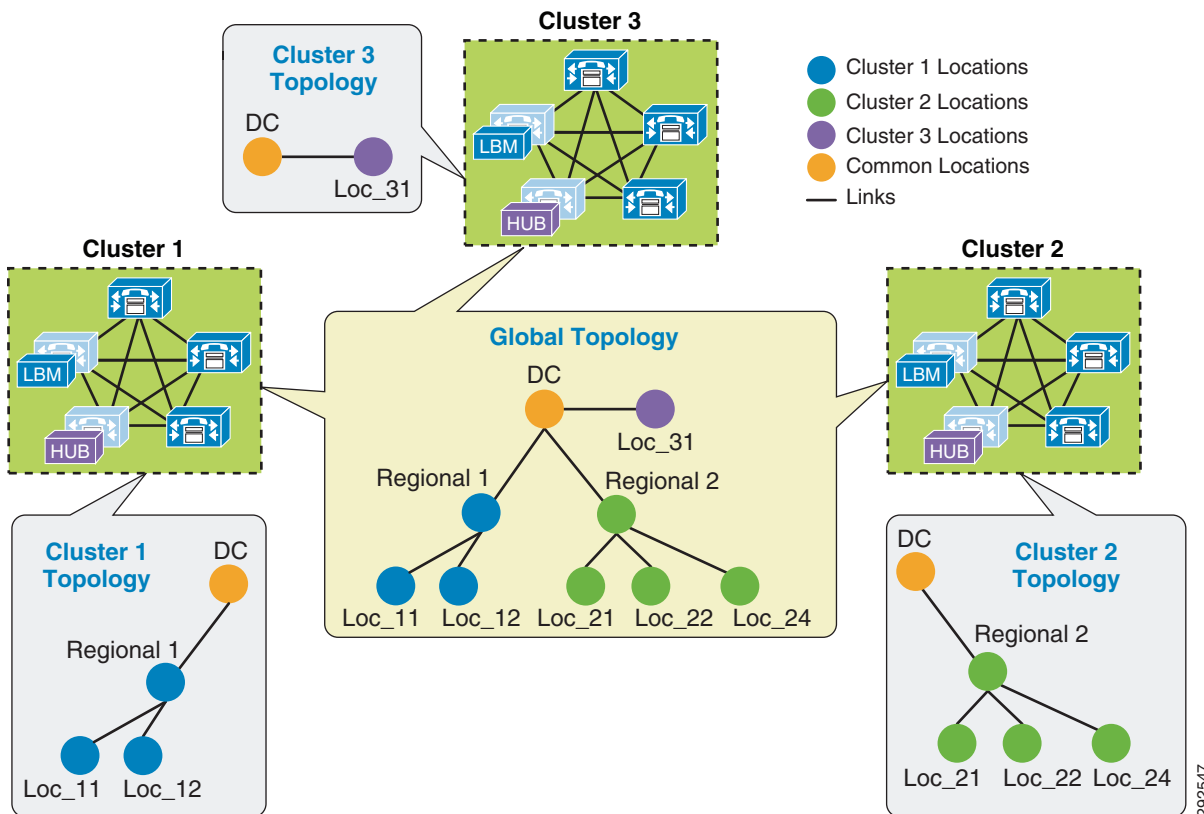 Cluster 3
Cluster 3
Topology
DC
Loc_31
LBM
HUB
Cluster 1 Locations
Cluster 2 Locations
Cluster 3 Locations
Common Locations
Links
Cluster 1
LBM
HUB
Cluster 2
LBM
HUB
Global Topology
DC
Loc_31
Regional 1
Regional 2
Loc_11
Loc_12
Loc_21
Loc_22
Loc_24
Cluster 1
Topology
DC
Regional 1
Loc_11
Loc_12
DC
Cluster 2
Topology
Regional 2
Loc_21
Loc_22
Loc_24
292547